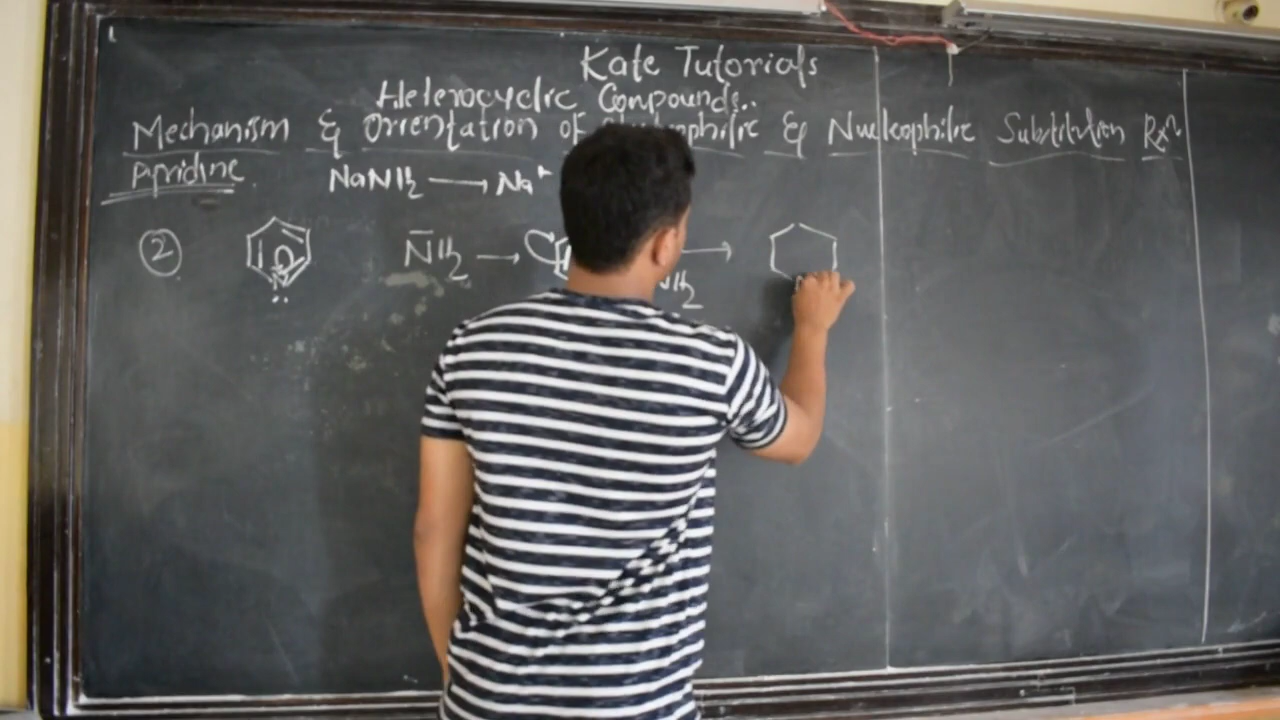 Kate Tutorials
Heterocyclic Compounds..
Mechanism & Orientation of & Nucleophilic Substitution Rxⁿ
Pyridine.
NaNH₂ ⟶ Na⁺
② N̈ N̄H₂ ⟶ NH₂ ⟶